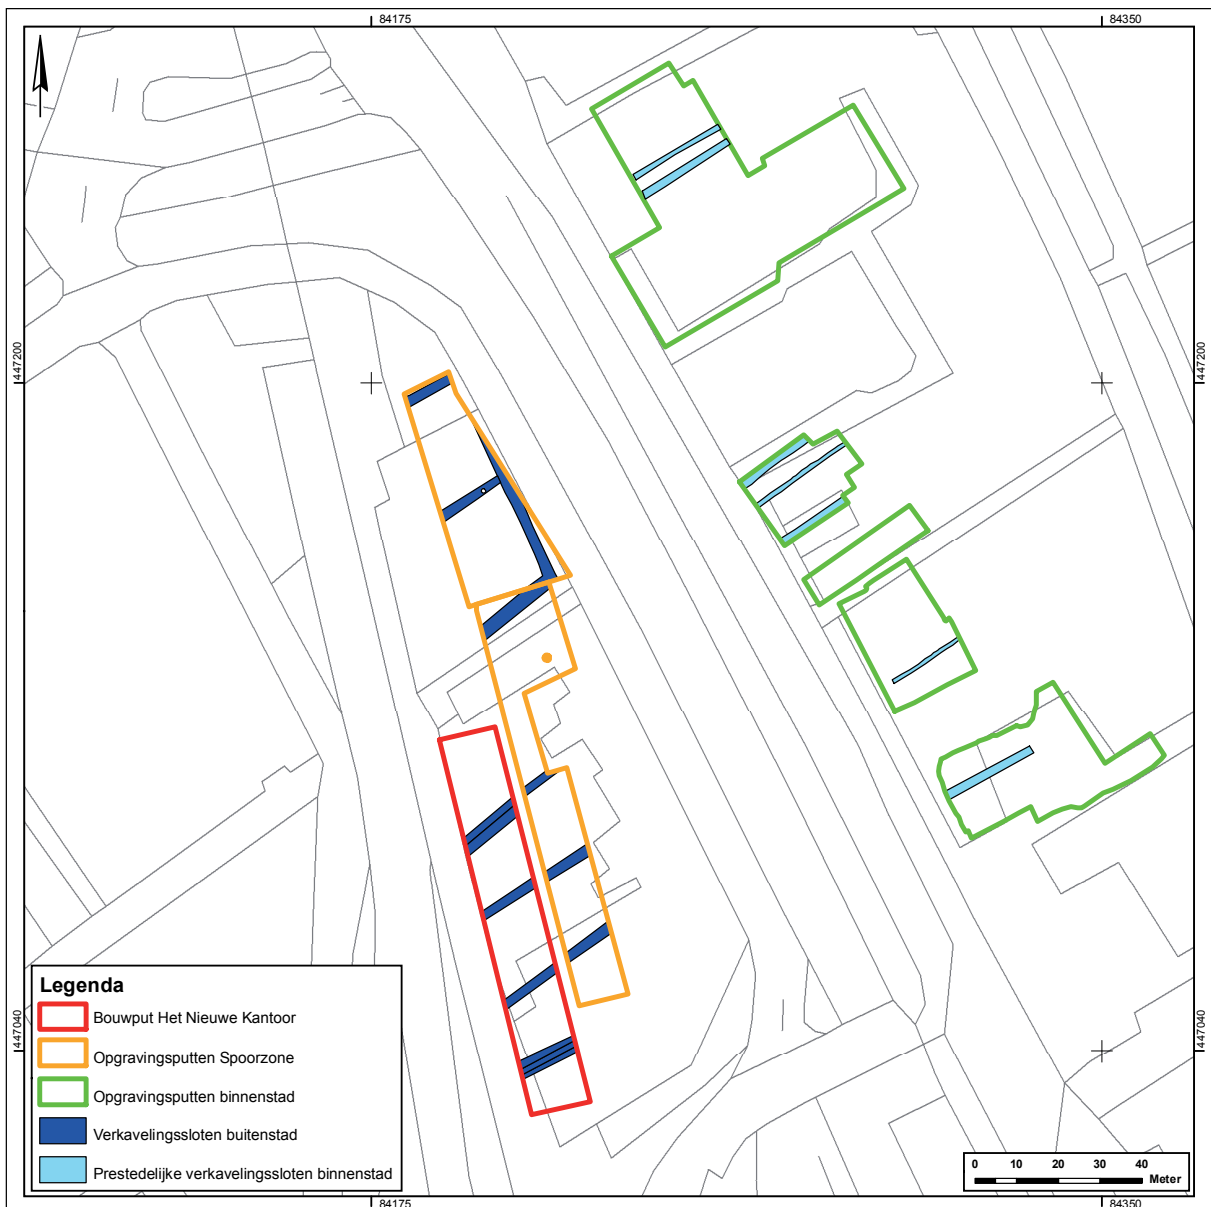 84175
84350
447200
447200
447040
447040
Legenda
Bouwput Het Nieuwe Kantoor
Opgravingsputten Spoorzone
Opgravingsputten binnenstad
Verkavelingssloten buitenstad
Prestedelijke verkavelingssloten binnenstad
0 10 20 30 40
Meter
84175
84350